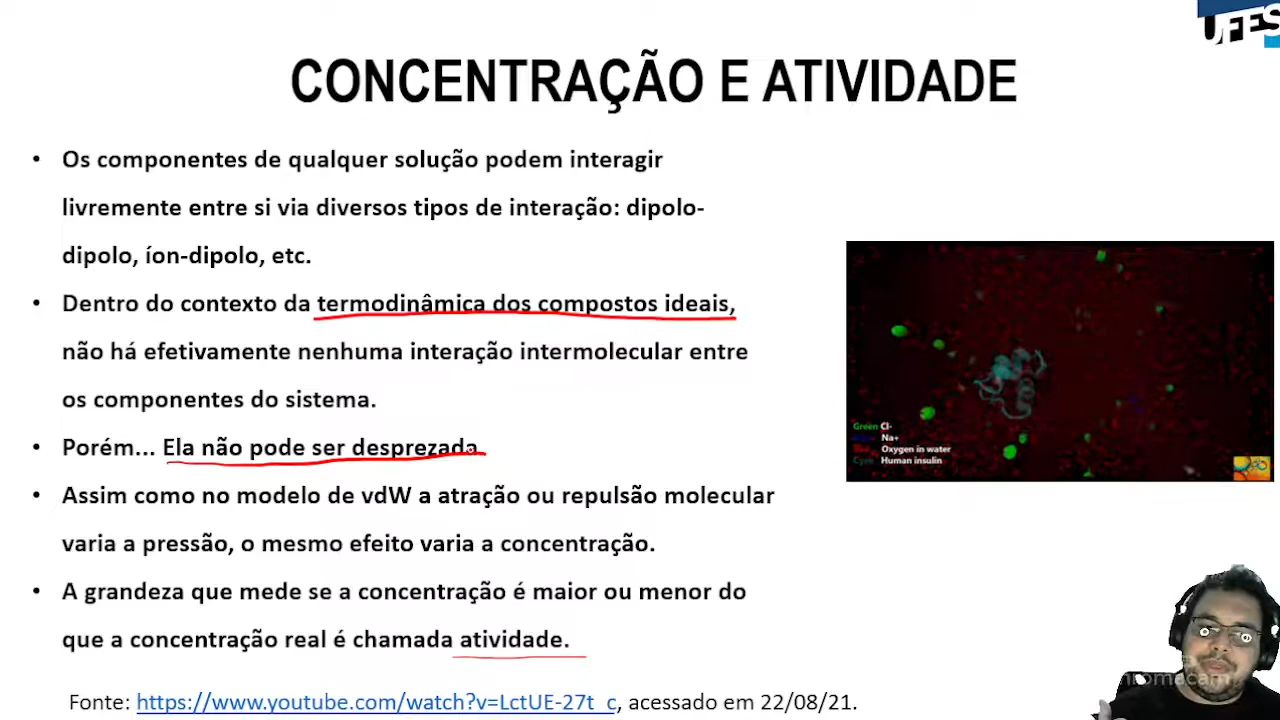 UFES
CONCENTRAÇÃO E ATIVIDADE
• Os componentes de qualquer solução podem interagir
livremente entre si via diversos tipos de interação: dipolo-
dipolo, íon-dipolo, etc.
• Dentro do contexto da termodinâmica dos compostos ideais,
não há efetivamente nenhuma interação intermolecular entre
os componentes do sistema.
• Porém... Ela não pode ser desprezada.
• Assim como no modelo de vdW a atração ou repulsão molecular
varia a pressão, o mesmo efeito varia a concentração.
• A grandeza que mede se a concentração é maior ou menor do
que a concentração real é chamada atividade.
Green Cl-
Na+
Oxygen in water
Cyan Human insulin
Fonte: https://www.youtube.com/watch?v=LctUE-27t_c, acessado em 22/08/21.